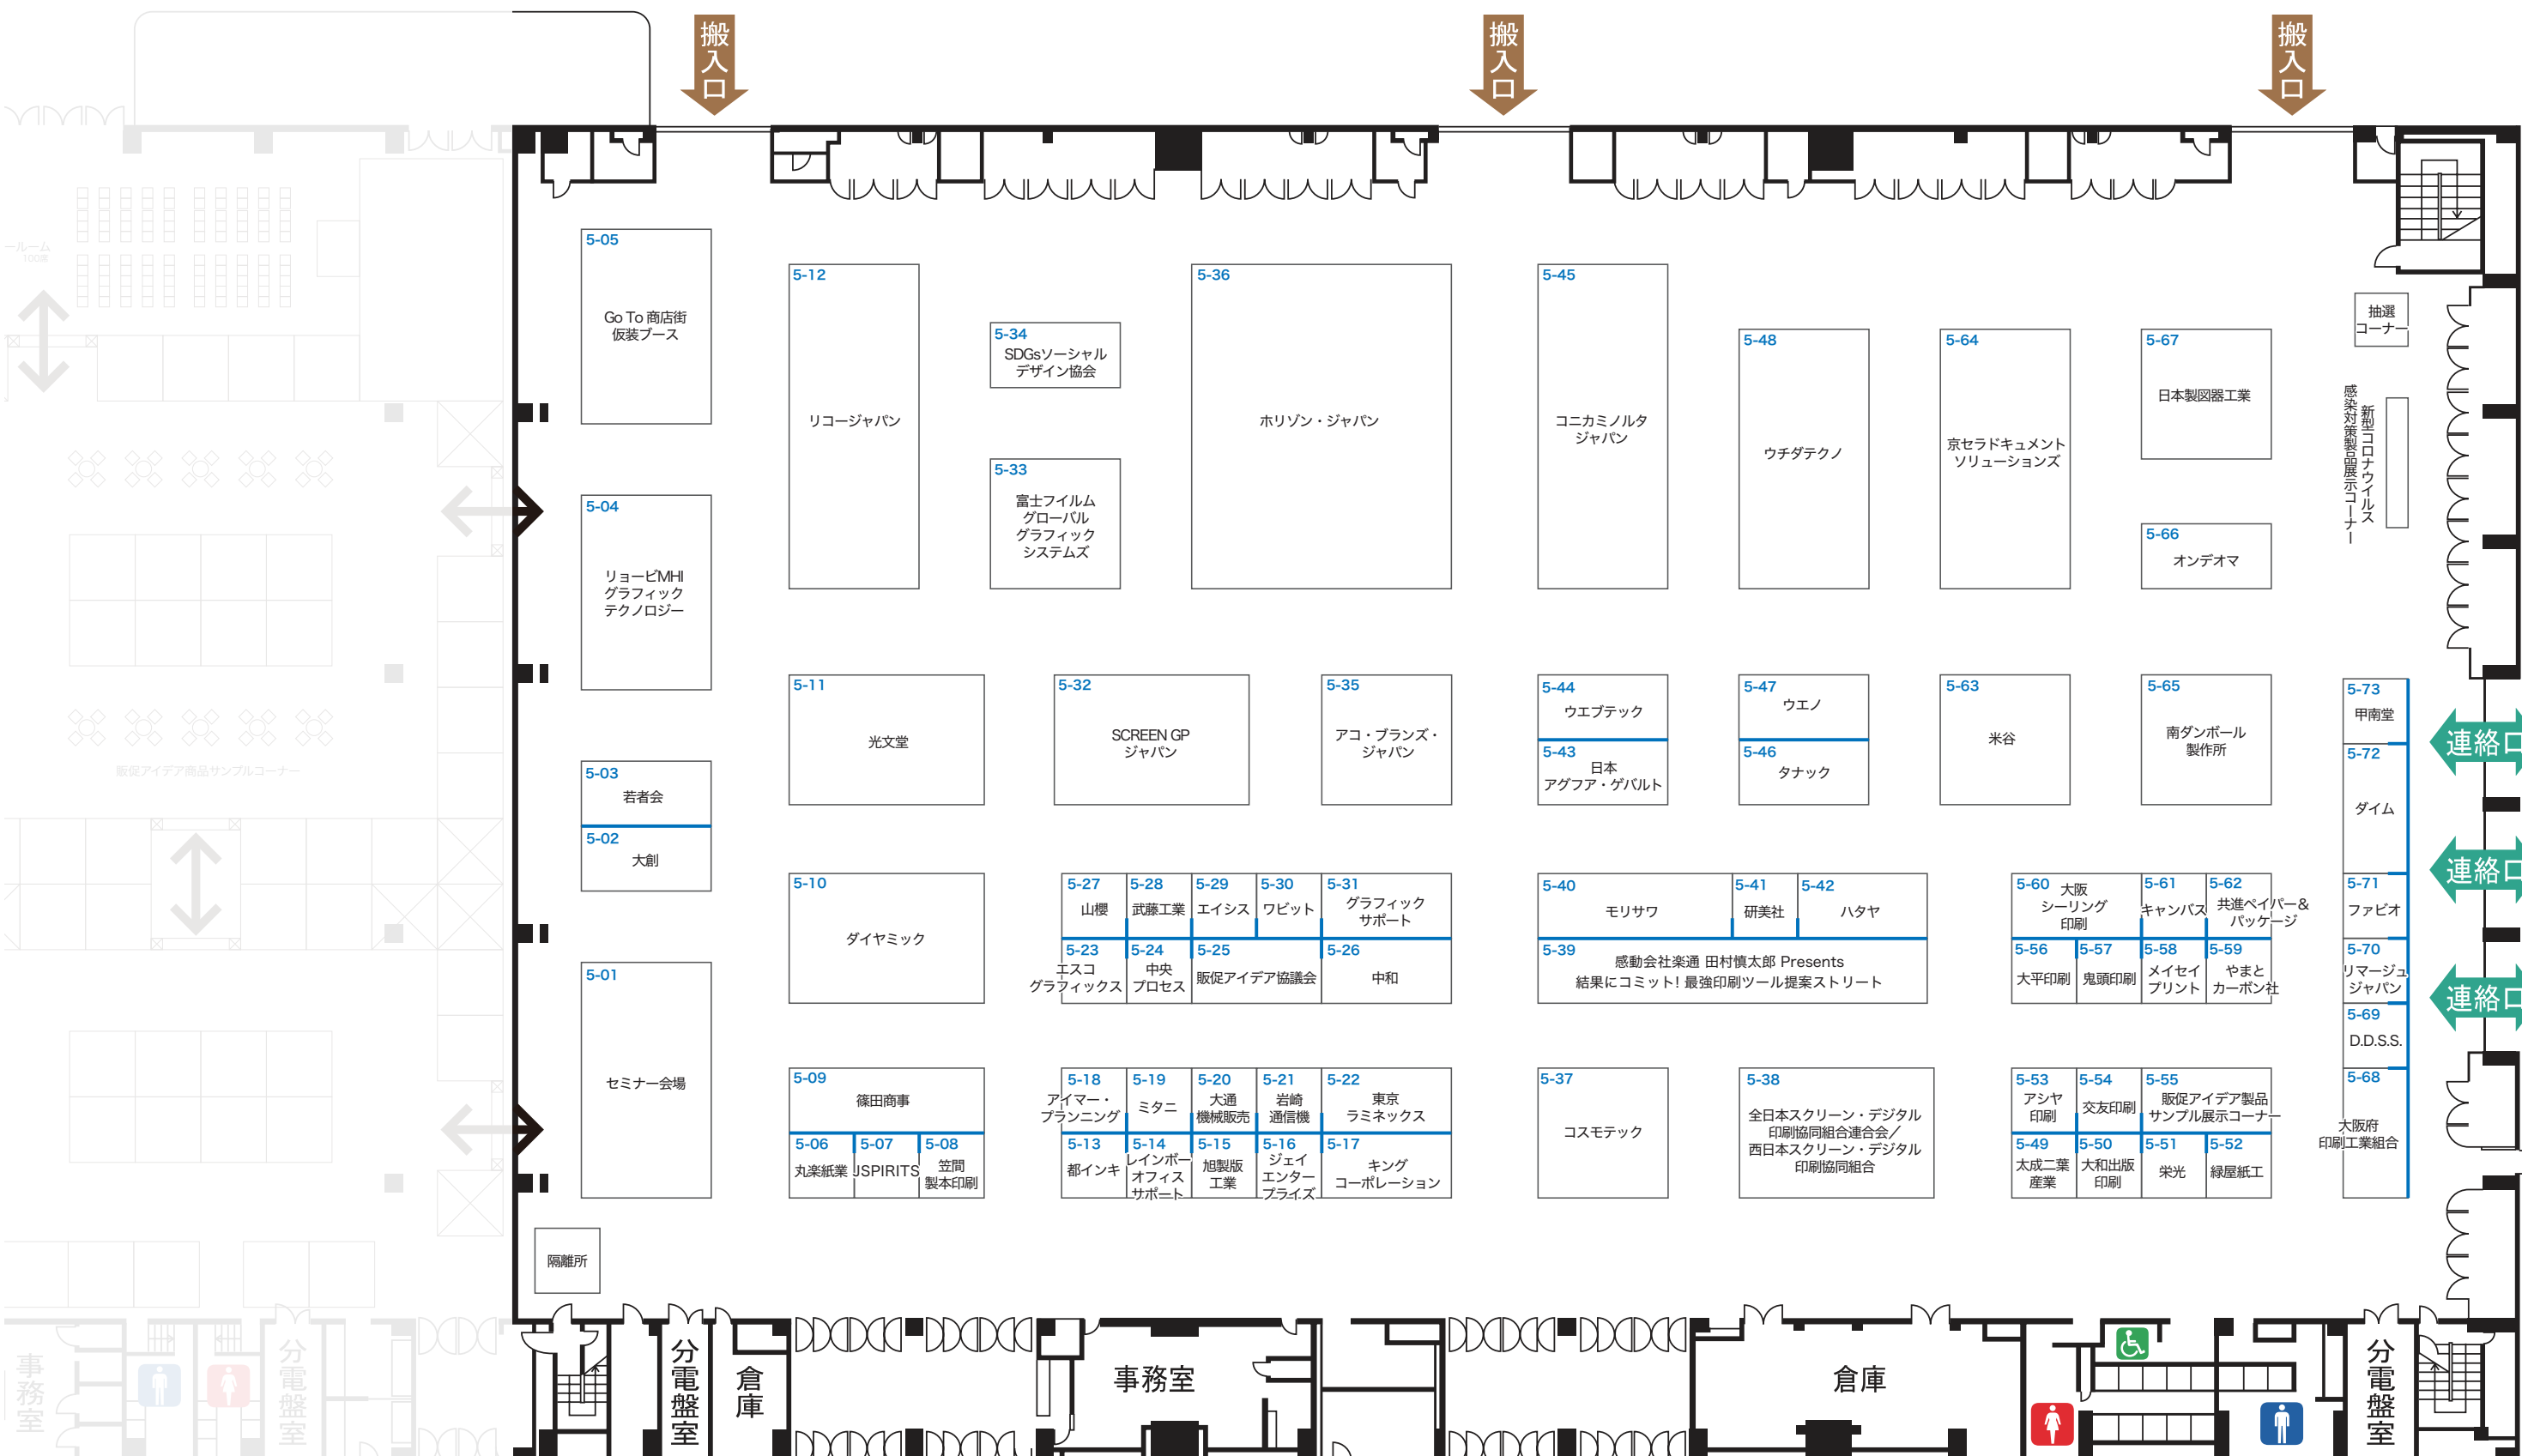 搬入口
搬入口
搬入口
ールーム
100席
販促アイデア商品サンプルコーナー
事務室
分電盤室
5-05
Go To 商店街
仮装ブース
5-12
リコージャパン
5-34
SDGsソーシャル
デザイン協会
5-33
富士フイルム
グローバル
グラフィック
システムズ
5-36
ホリゾン・ジャパン
5-45
コニカミノルタ
ジャパン
5-48
ウチダテクノ
5-64
京セラドキュメント
ソリューションズ
5-67
日本製図器工業
5-66
オンデオマ
抽選
コーナー
新型コロナウイルス
感染対策製品展示コーナー
5-04
リョービMHI
グラフィック
テクノロジー
5-11
光文堂
5-32
SCREEN GP
ジャパン
5-35
アコ・ブランズ・
ジャパン
5-44
ウエブテック
5-43
日本
アグフア・ゲバルト
5-47
ウエノ
5-46
タナック
5-63
米谷
5-65
南ダンボール
製作所
5-73
甲南堂
5-72
ダイム
5-71
ファビオ
5-70
リマージュ
ジャパン
5-69
D.D.S.S.
5-68
大阪府
印刷工業組合
連絡口
連絡口
連絡口
5-03
若者会
5-02
大創
5-10
ダイヤミック
5-27
山櫻
5-28
武藤工業
5-29
エイシス
5-30
ワビット
5-31
グラフィック
サポート
5-23
エスコ
グラフィックス
5-24
中央
プロセス
5-25
販促アイデア協議会
5-26
中和
5-40
モリサワ
5-41
研美社
5-42
ハタヤ
5-39
感動会社楽通 田村慎太郎 Presents
結果にコミット! 最強印刷ツール提案ストリート
5-60
大阪
シーリング
印刷
5-61
キャンバス
5-62
共進ペイパー&
パッケージ
5-56
大平印刷
5-57
鬼頭印刷
5-58
メイセイ
プリント
5-59
やまと
カーボン社
5-01
セミナー会場
5-09
篠田商事
5-06
丸楽紙業
5-07
JSPIRITS
5-08
笠間
製本印刷
5-18
アイマー・
プランニング
5-19
ミタニ
5-20
大通
機械販売
5-21
岩崎
通信機
5-22
東京
ラミネックス
5-13
都インキ
5-14
レインボー
オフィス
サポート
5-15
旭製版
工業
5-16
ジェイ
エンター
プライズ
5-17
キング
コーポレーション
5-37
コスモテック
5-38
全日本スクリーン・デジタル
印刷協同組合連合会／
西日本スクリーン・デジタル
印刷協同組合
5-53
アシヤ
印刷
5-54
交友印刷
5-55
販促アイデア製品
サンプル展示コーナー
5-49
太成二葉
産業
5-50
大和出版
印刷
5-51
栄光
5-52
緑屋紙工
隔離所
分電盤室
倉庫
事務室
倉庫
分電盤室